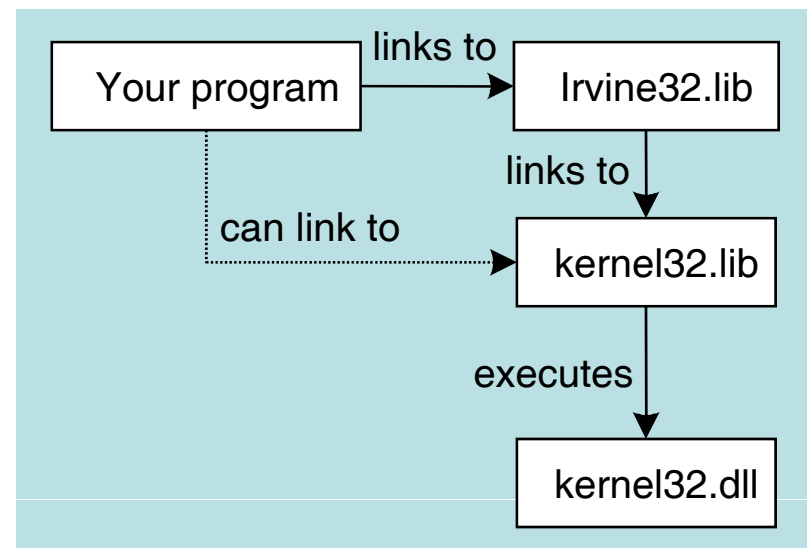 links to
Your program
Irvine32.lib
links to
can link to
kernel32.lib
executes
kernel32.dll